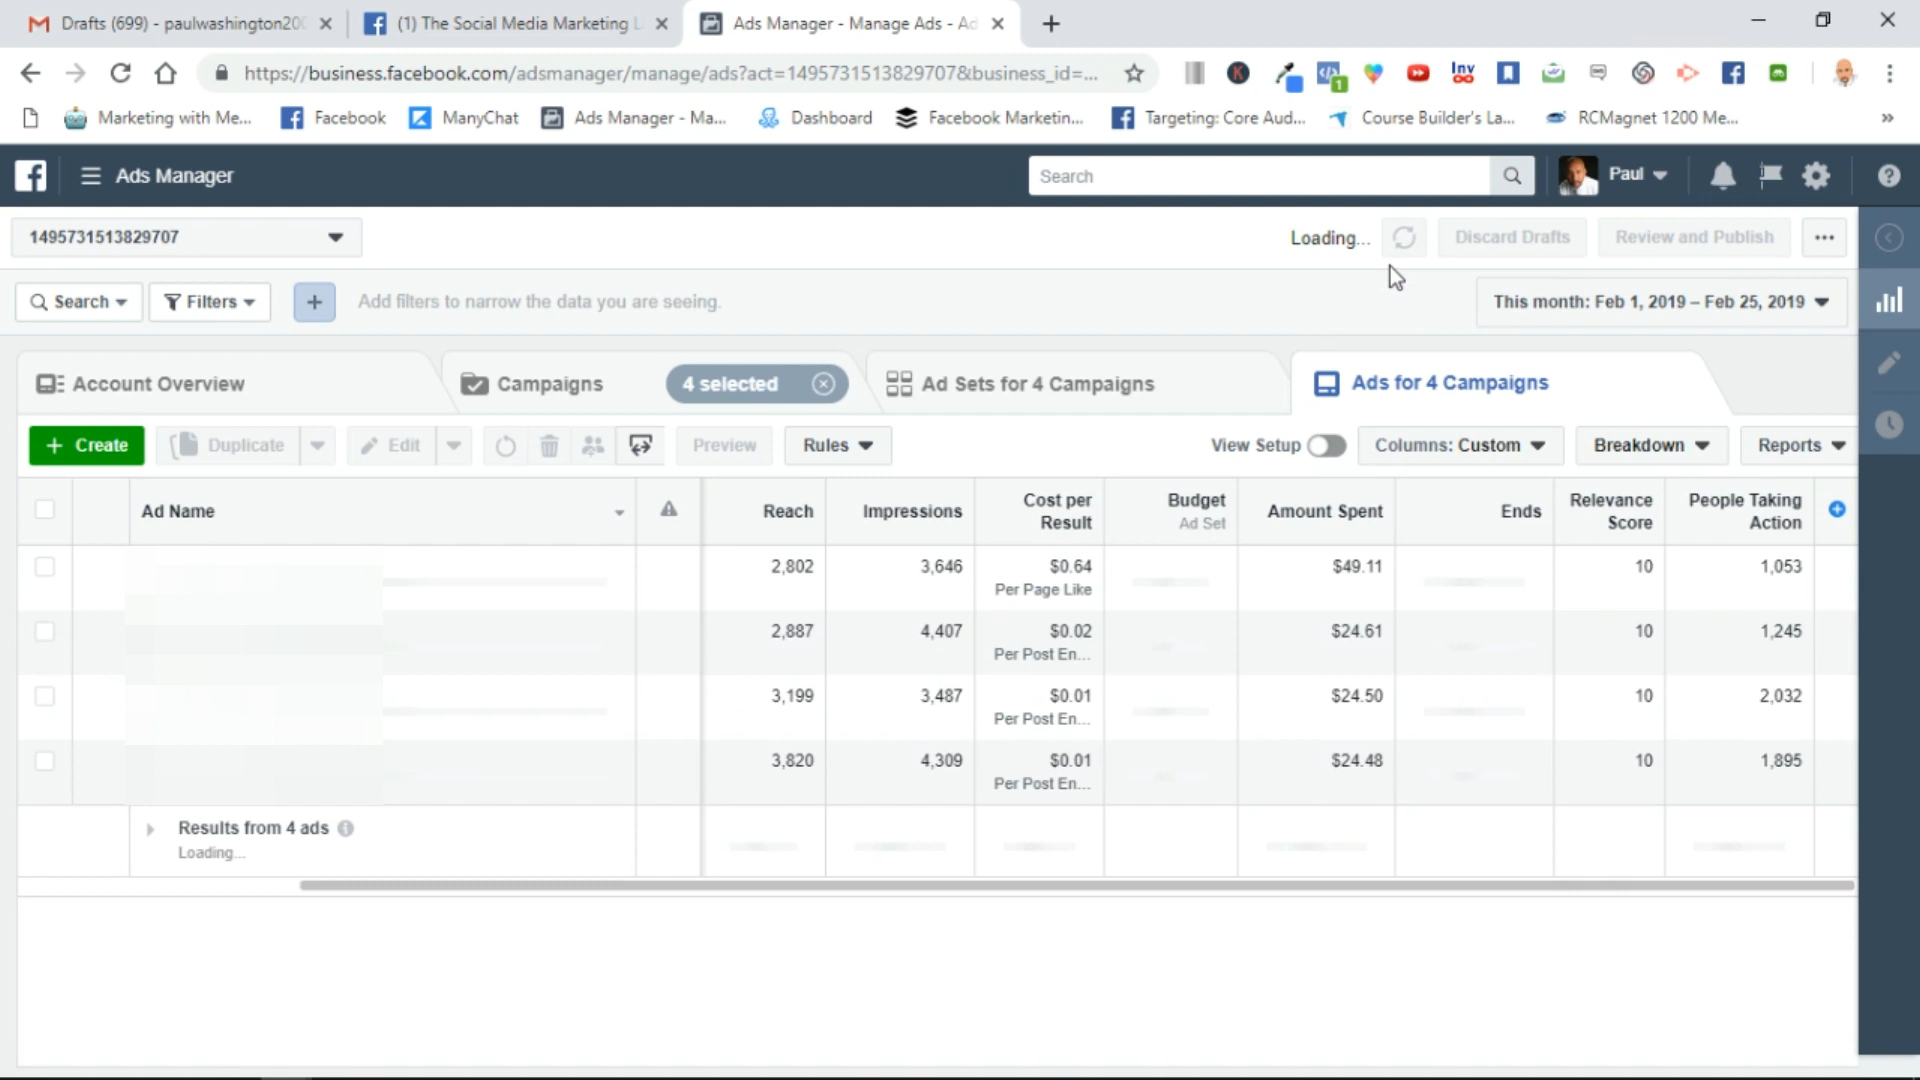 Drafts (699) - paulwashington20
(1) The Social Media Marketing L
Ads Manager - Manage Ads - Ad
https://business.facebook.com/adsmanager/manage/ads?act=1495731513829707&business_id=...
Marketing with Me...
Facebook
ManyChat
Ads Manager - Ma...
Dashboard
Facebook Marketin...
Targeting: Core Aud...
Course Builder's La...
RCMagnet 1200 Me...
»
Ads Manager
Search
Paul
1495731513829707
Loading...
Discard Drafts
Review and Publish
Search
Filters
Add filters to narrow the data you are seeing.
This month: Feb 1, 2019 – Feb 25, 2019
Account Overview
Campaigns
4 selected
Ad Sets for 4 Campaigns
Ads for 4 Campaigns
+ Create
Duplicate
Edit
Preview
Rules
View Setup
Columns: Custom
Breakdown
Reports
Ad Name
Reach
Impressions
Cost per
Result
Budget
Ad Set
Amount Spent
Ends
Relevance
Score
People Taking
Action
2,802 3,646 $0.64 $49.11 10 1,053
Per Page Like
2,887 4,407 $0.02 $24.61 10 1,245
Per Post En...
3,199 3,487 $0.01 $24.50 10 2,032
Per Post En...
3,820 4,309 $0.01 $24.48 10 1,895
Per Post En...
Results from 4 ads
Loading...